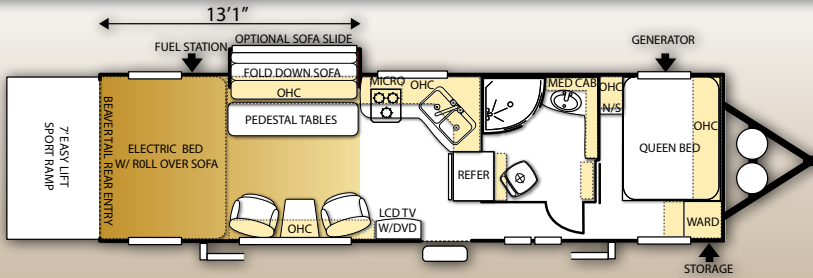 13'1"
OPTIONAL SOFA SLIDE
FUEL STATION
GENERATOR
FOLD DOWN SOFA
OHC
MICRO
OHC
MED CAB
OHC
N/S
OHC
PEDESTAL TABLES
7' EASY LIFT
SPORT RAMP
BEAVERTAIL REAR ENTRY
ELECTRIC BED
W/ R0LL OVER SOFA
QUEEN BED
REFER
LCD TV
W/DVD
OHC
WARD
STORAGE